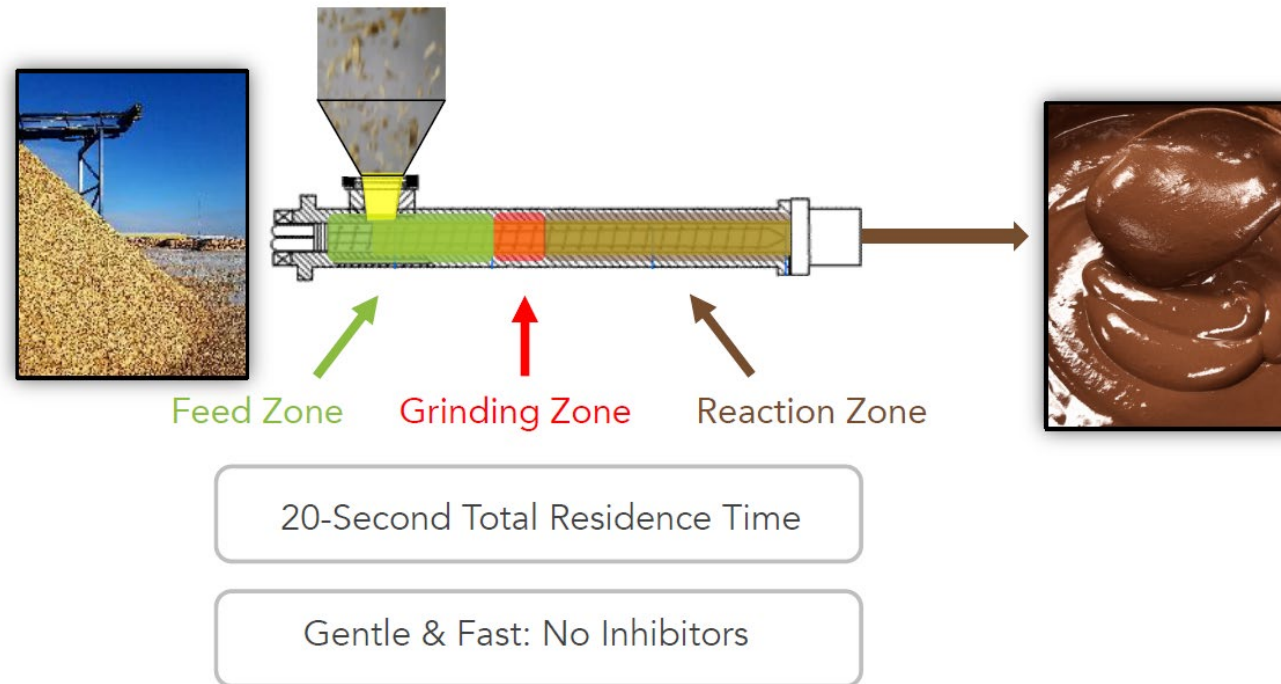 Feed Zone
Grinding Zone
Reaction Zone
20-Second Total Residence Time
Gentle & Fast: No Inhibitors